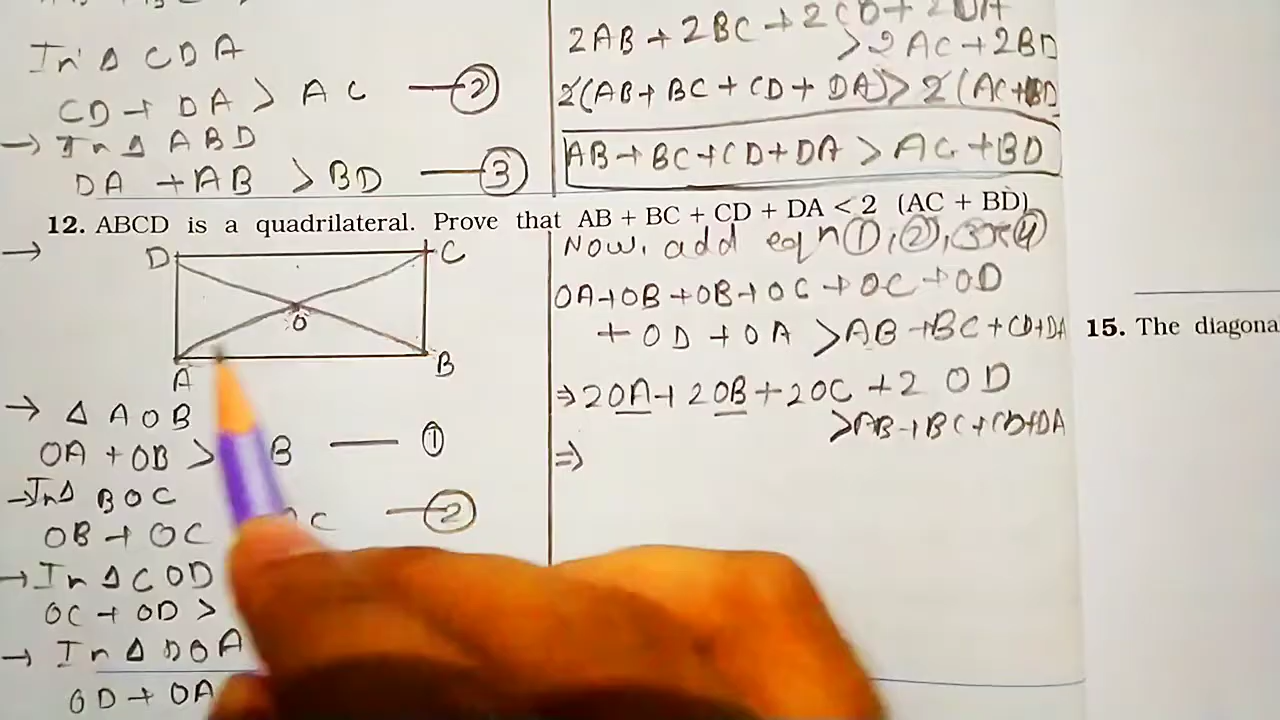 In Δ CDA
CD + DA > AC —②
→ In Δ ABD
DA + AB > BD —③
2AB + 2BC + 2CD + 2DA
> 2AC + 2BD
2(AB + BC + CD + DA) > 2(AC+BD
AB + BC + CD + DA > AC + BD
12. ABCD is a quadrilateral. Prove that AB + BC + CD + DA < 2 (AC + BD)
→
D C
O
A B
→ Δ AOB
OA + OB > B —①
→ In Δ BOC
OB + OC C —②
→ In Δ COD
OC + OD >
→ In Δ DOA
OD + OA
Now, add eqn ①, ②, ③ & ④
OA+OB+OB+OC+OC+OD
+OD+OA > AB+BC+CD+DA
⇒ 2OA+2OB+2OC+2OD
>AB+BC+CD+DA
⇒
15. The diagona